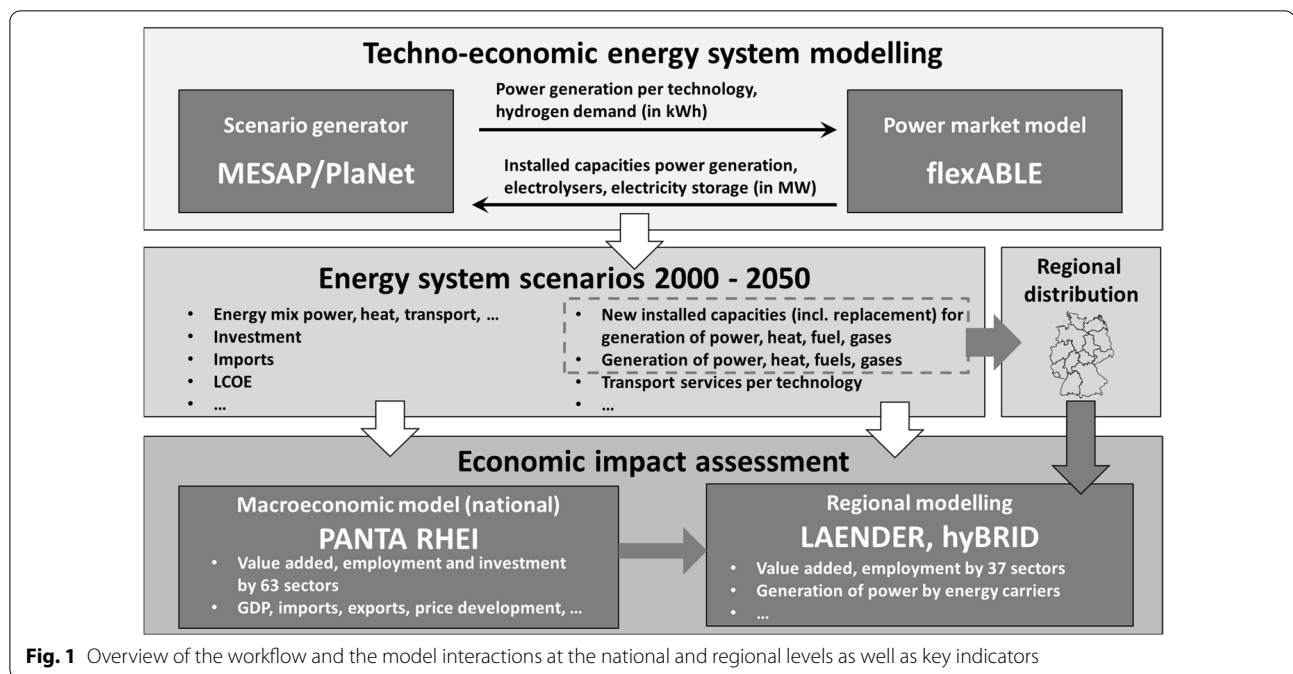 Techno-economic energy system modelling
Scenario generator
MESAP/PlaNet
Power generation per technology,
hydrogen demand (in kWh)
Installed capacities power generation,
electrolysers, electricity storage (in MW)
Power market model
flexABLE
Energy system scenarios 2000 - 2050
• Energy mix power, heat, transport, ...
• Investment
• Imports
• LCOE
• ...
• New installed capacities (incl. replacement) for
generation of power, heat, fuel, gases
• Generation of power, heat, fuels, gases
• Transport services per technology
• ...
Regional
distribution
Economic impact assessment
Macroeconomic model (national)
PANTA RHEI
• Value added, employment and investment
by 63 sectors
• GDP, imports, exports, price development, ...
Regional modelling
LAENDER, hyBRID
• Value added, employment by 37 sectors
• Generation of power by energy carriers
• ...
Fig. 1 Overview of the workflow and the model interactions at the national and regional levels as well as key indicators